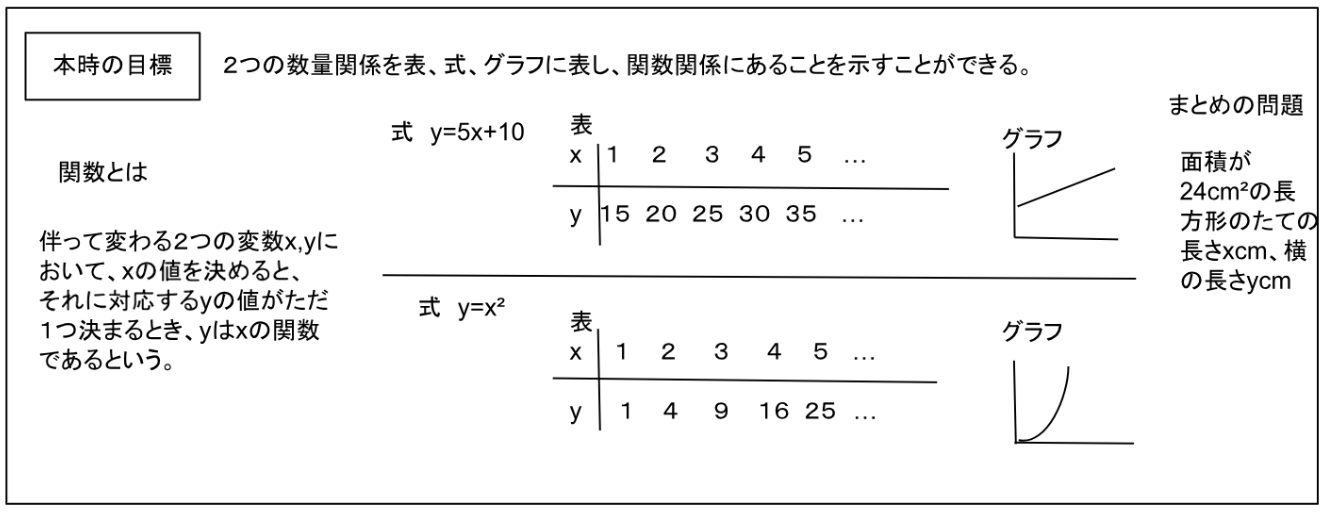 本時の目標
２つの数量関係を表、式、グラフに表し、関数関係にあることを示すことができる。
関数とは
伴って変わる２つの変数x,yに
おいて、xの値を決めると、
それに対応するyの値がただ
１つ決まるとき、yはxの関数
であるという。
式 y=5x+10
表
x 1 2 3 4 5 …
y 15 20 25 30 35 …
グラフ
式 y=x²
表
x 1 2 3 4 5 …
y 1 4 9 16 25 …
グラフ
まとめの問題
面積が
24cm²の長
方形のたての
長さxcm、横
の長さycm